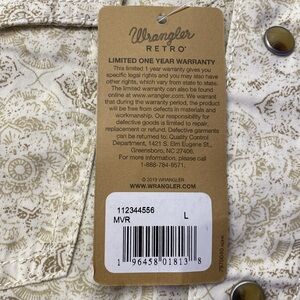 Wrangler
RETRO®
LIMITED ONE YEAR WARRANTY
This limited 1 year warranty gives you
specific legal rights and you may also have
other rights, which vary from state to state.
The limited warranty can also be found
online at www.wrangler.com. We warrant
that during the warranty period, the product
will be free from defects in materials and
workmanship. Our responsibility for
defective goods is limited to repair,
replacement or refund. Defective garments
can be returned to: Quality Control
Department, 1421 S. Elm Eugene St.,
Greensboro, NC 27406.
For more information, please call
1-888-784-8571.
© 2019 WRANGLER
WWW.WRANGLER.COM
112344556
MVR L
1 96458 01813 8